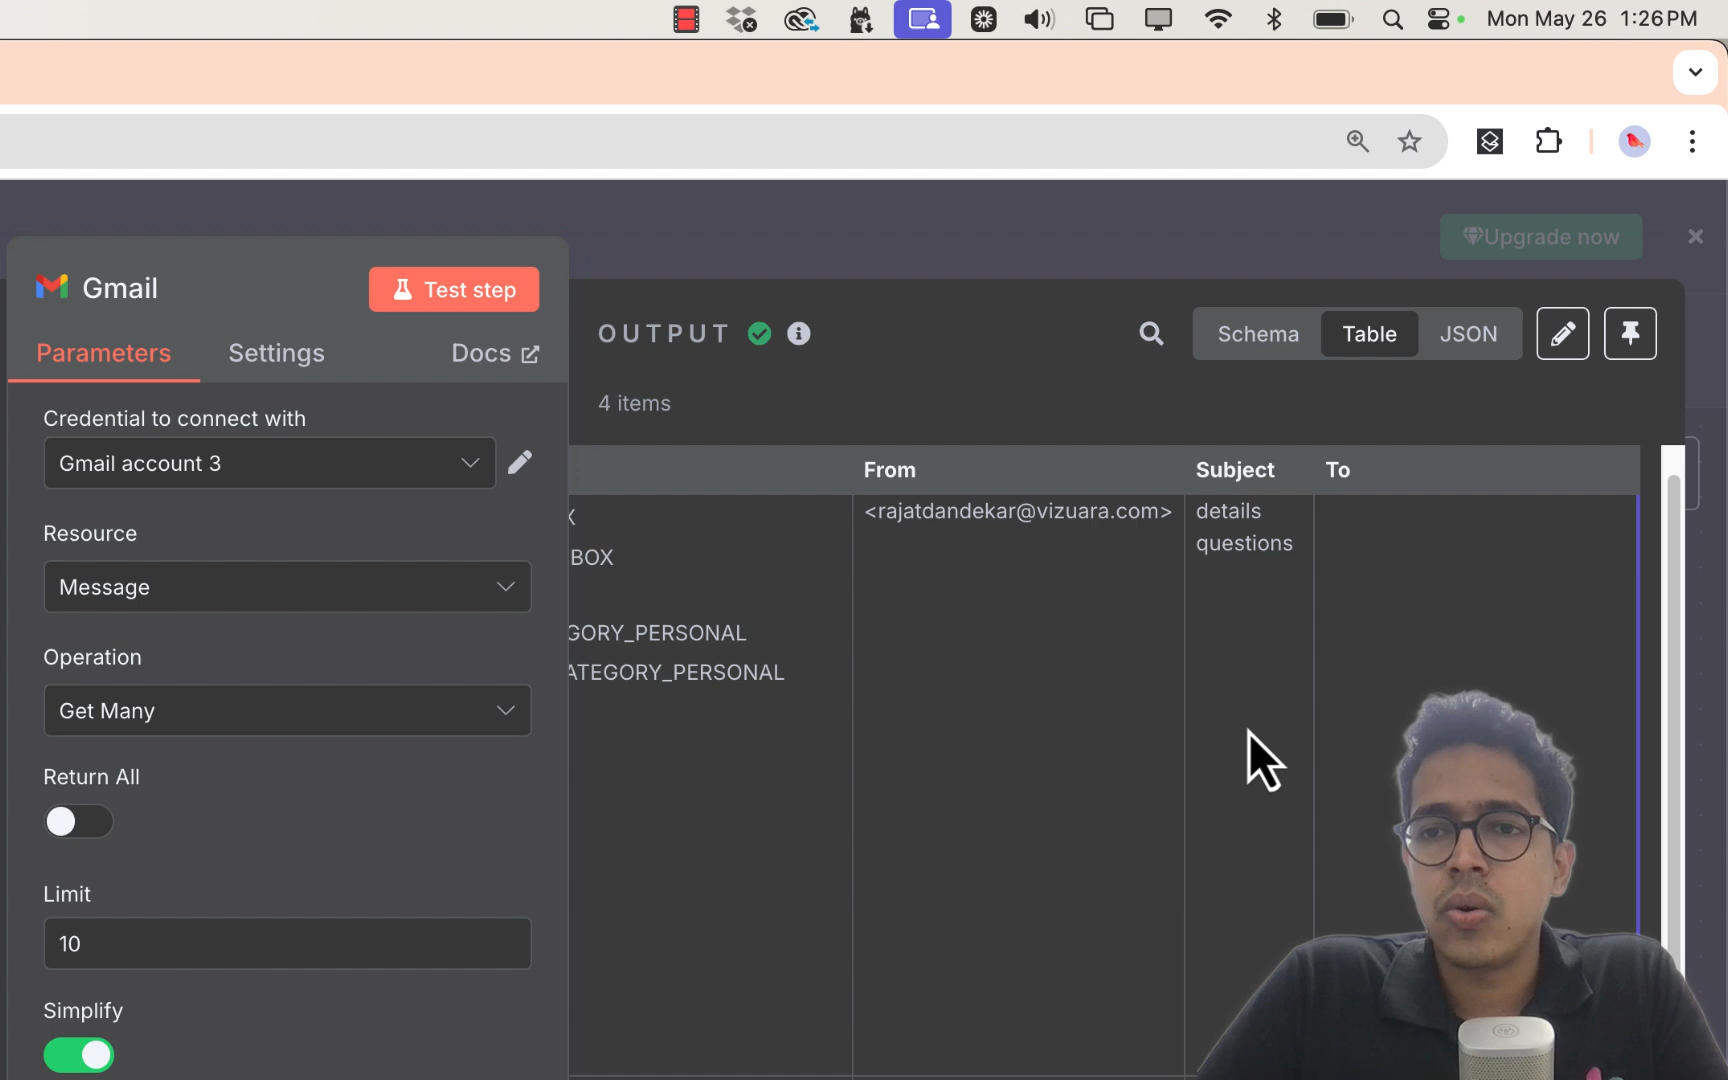 Mon May 26 1:26 PM
Upgrade now
Gmail
Test step
OUTPUT
Schema
Table
JSON
Parameters
Settings
Docs
4 items
Credential to connect with
Gmail account 3
From
Subject
To
<rajatdandekar@vizuara.com>
details
questions
X
BOX
Resource
Message
GORY_PERSONAL
ATEGORY_PERSONAL
Operation
Get Many
Return All
Limit
10
Simplify